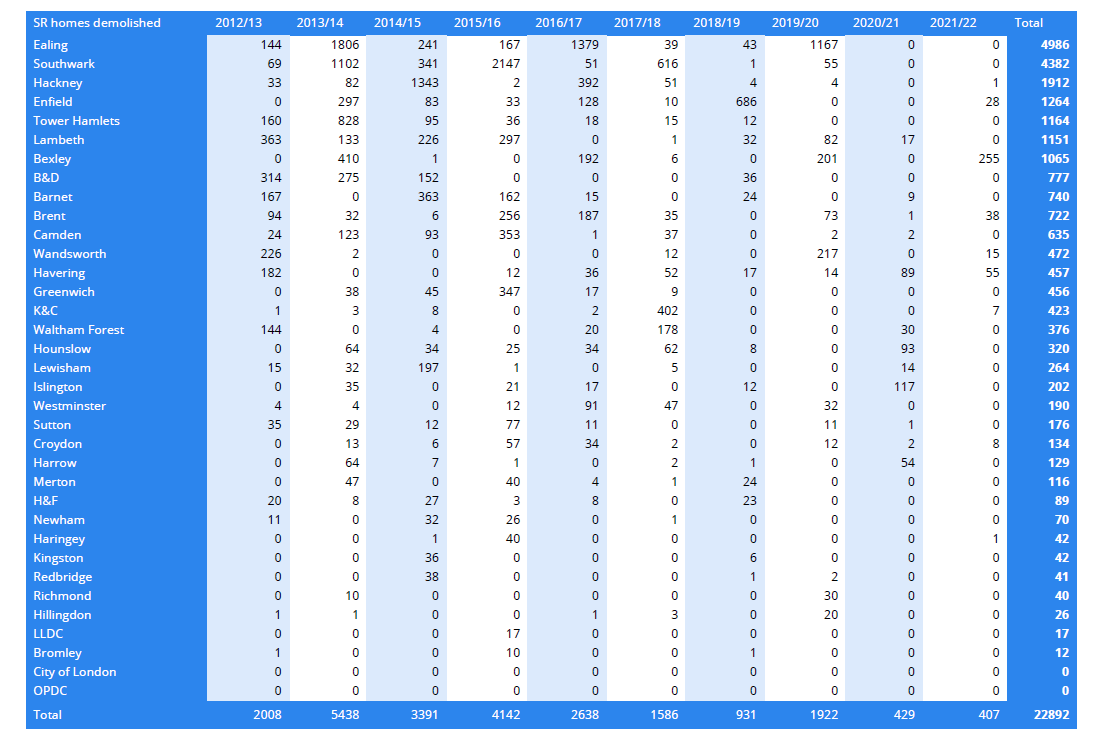 SR homes demolished 2012/13 2013/14 2014/15 2015/16 2016/17 2017/18 2018/19 2019/20 2020/21 2021/22 Total
Ealing 144 1806 241 167 1379 39 43 1167 0 0 4986
Southwark 69 1102 341 2147 51 616 1 55 0 0 4382
Hackney 33 82 1343 2 392 51 4 4 0 1 1912
Enfield 0 297 83 33 128 10 686 0 0 28 1264
Tower Hamlets 160 828 95 36 18 15 12 0 0 0 1164
Lambeth 363 133 226 297 0 1 32 82 17 0 1151
Bexley 0 410 1 0 192 6 0 201 0 255 1065
B&D 314 275 152 0 0 0 36 0 0 0 777
Barnet 167 0 363 162 15 0 24 0 9 0 740
Brent 94 32 6 256 187 35 0 73 1 38 722
Camden 24 123 93 353 1 37 0 2 2 0 635
Wandsworth 226 2 0 0 0 12 0 217 0 15 472
Havering 182 0 0 12 36 52 17 14 89 55 457
Greenwich 0 38 45 347 17 9 0 0 0 0 456
K&C 1 3 8 0 2 402 0 0 0 7 423
Waltham Forest 144 0 4 0 20 178 0 0 30 0 376
Hounslow 0 64 34 25 34 62 8 0 93 0 320
Lewisham 15 32 197 1 0 5 0 0 14 0 264
Islington 0 35 0 21 17 0 12 0 117 0 202
Westminster 4 4 0 12 91 47 0 32 0 0 190
Sutton 35 29 12 77 11 0 0 11 1 0 176
Croydon 0 13 6 57 34 2 0 12 2 8 134
Harrow 0 64 7 1 0 2 1 0 54 0 129
Merton 0 47 0 40 4 1 24 0 0 0 116
H&F 20 8 27 3 8 0 23 0 0 0 89
Newham 11 0 32 26 0 1 0 0 0 0 70
Haringey 0 0 1 40 0 0 0 0 0 1 42
Kingston 0 0 36 0 0 0 6 0 0 0 42
Redbridge 0 0 38 0 0 0 1 2 0 0 41
Richmond 0 10 0 0 0 0 0 30 0 0 40
Hillingdon 1 1 0 0 1 3 0 20 0 0 26
LLDC 0 0 0 17 0 0 0 0 0 0 17
Bromley 1 0 0 10 0 0 1 0 0 0 12
City of London 0 0 0 0 0 0 0 0 0 0 0
OPDC 0 0 0 0 0 0 0 0 0 0 0
Total 2008 5438 3391 4142 2638 1586 931 1922 429 407 22892